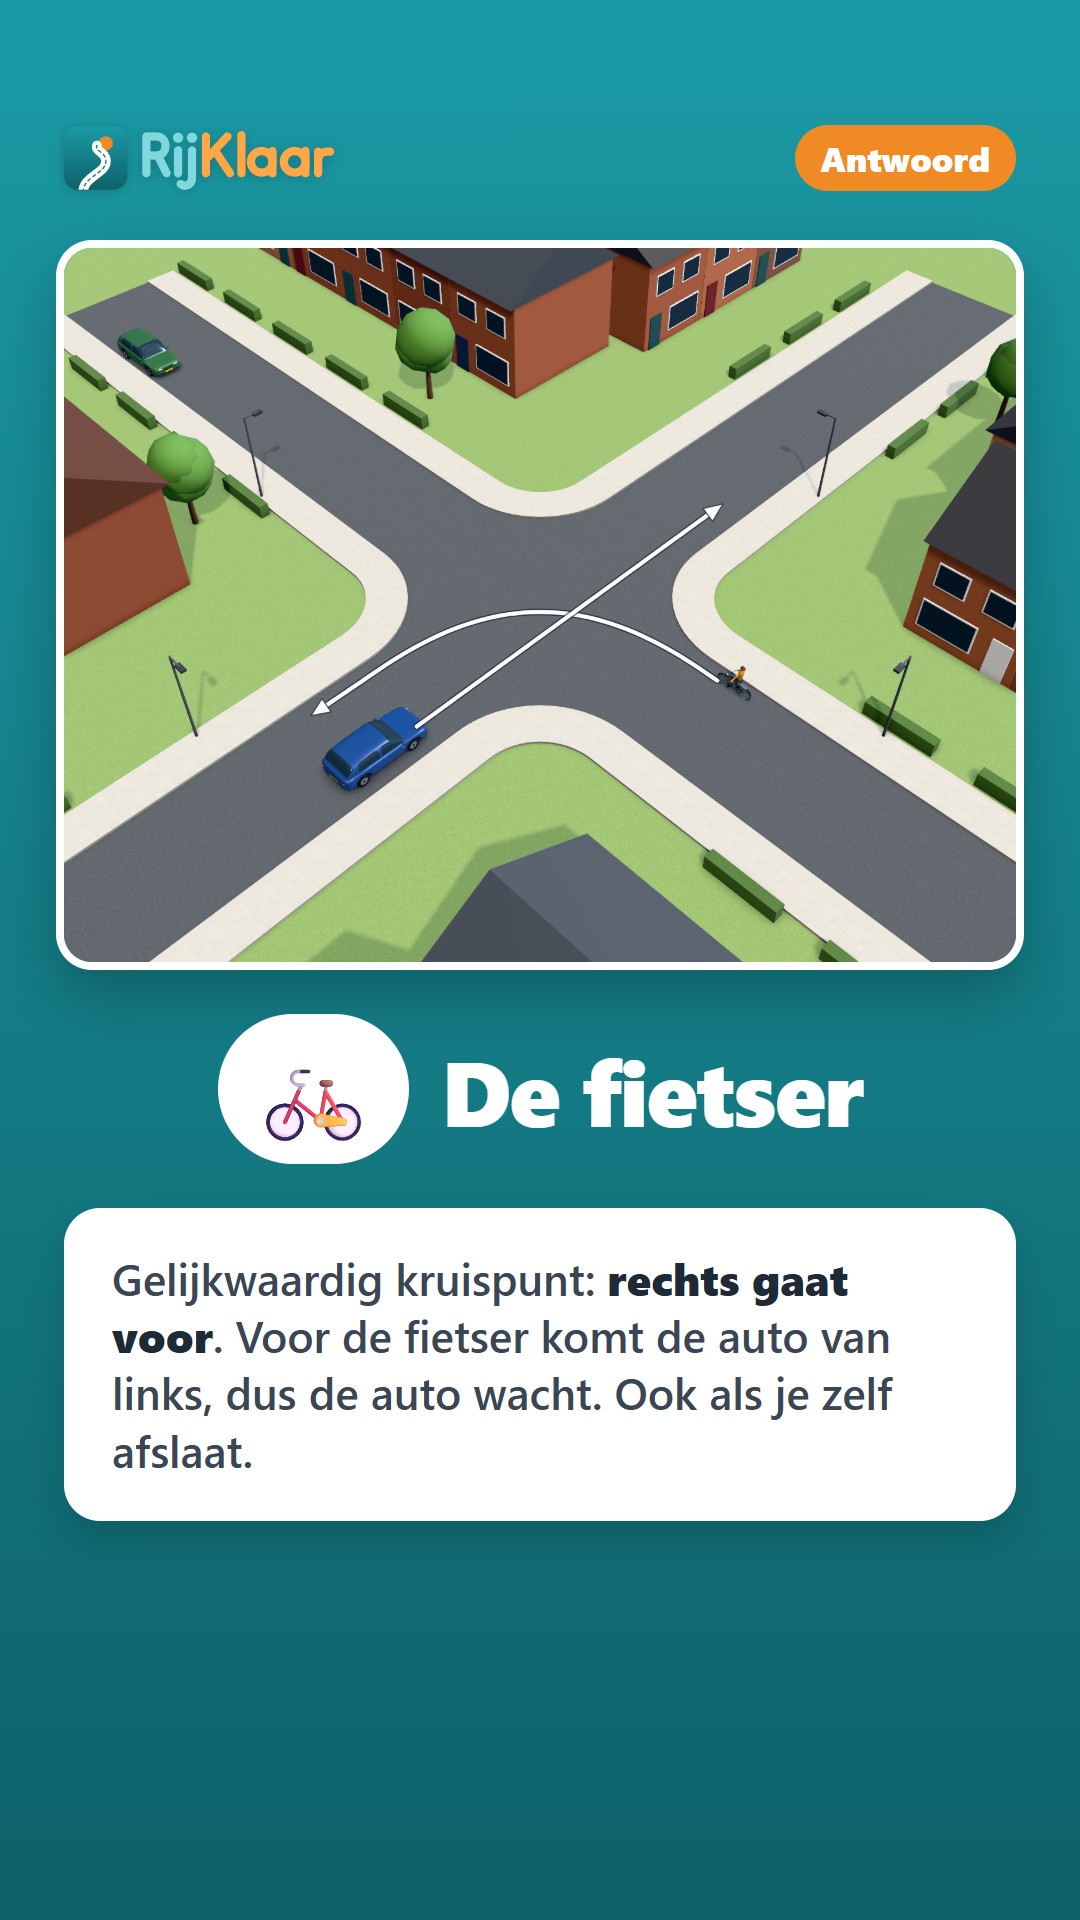 RijKlaar
Antwoord
De fietser
Gelijkwaardig kruispunt: rechts gaat
voor. Voor de fietser komt de auto van
links, dus de auto wacht. Ook als je zelf
afslaat.